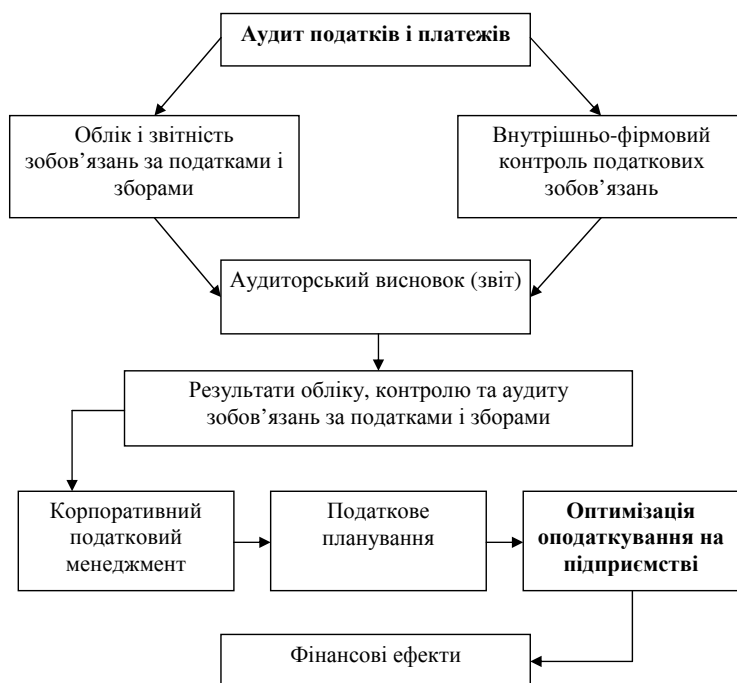 Аудит податків і платежів
Облік і звітність
зобов’язань за податками і
зборами
Внутрішньо-фірмовий
контроль податкових
зобов’язань
Аудиторський висновок (звіт)
Результати обліку, контролю та аудиту
зобов’язань за податками і зборами
Корпоративний
податковий
менеджмент
Податкове
планування
Оптимізація
оподаткування на
підприємстві
Фінансові ефекти